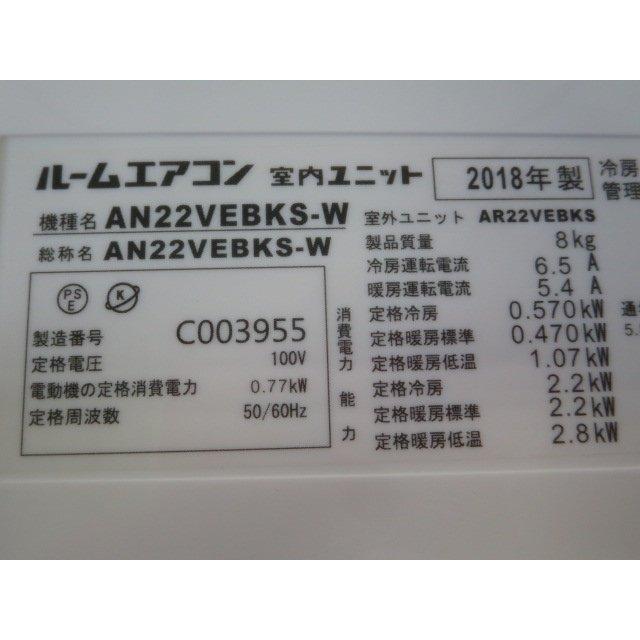 ルームエアコン 室内ユニット 2018年製 冷房
管理
機種名 AN22VEBKS-W 室外ユニット AR22VEBKS
総称名 AN22VEBKS-W 製品質量 8kg
冷房運転電流 6.5 A
暖房運転電流 5.4 A
PS E K
製造番号 C003955
定格電圧 100V
電動機の定格消費電力 0.77kW
定格周波数 50/60Hz
消費電力
定格冷房 0.570kW
定格暖房標準 0.470kW
定格暖房低温 1.07kW
能力
定格冷房 2.2kW
定格暖房標準 2.2kW
定格暖房低温 2.8kW